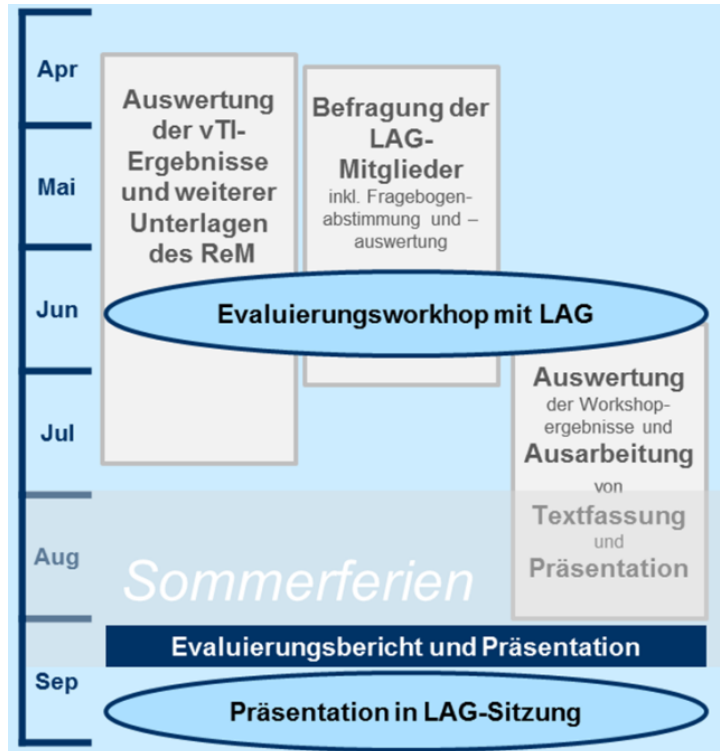 Apr
Mai
Jun
Jul
Aug
Sep
Auswertung
der vTI-
Ergebnisse
und weiterer
Unterlagen
des ReM
Befragung der
LAG-
Mitglieder
inkl. Fragebogen-
abstimmung und –
auswertung
Evaluierungsworkhop mit LAG
Auswertung
der Workshop-
ergebnisse und
Ausarbeitung
von
Textfassung
und
Präsentation
Sommerferien
Evaluierungsbericht und Präsentation
Präsentation in LAG-Sitzung